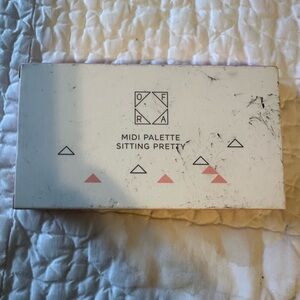 O F
R A
MIDI PALETTE
SITTING PRETTY